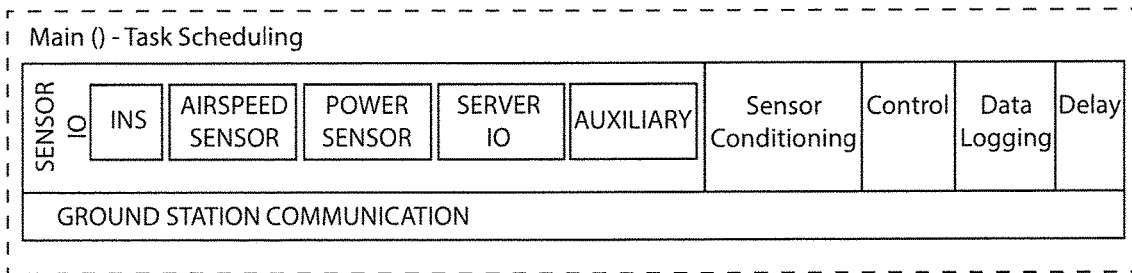 Main () - Task Scheduling
SENSOR
IO
INS
AIRSPEED
SENSOR
POWER
SENSOR
SERVER
IO
AUXILIARY
Sensor
Conditioning
Control
Data
Logging
Delay
GROUND STATION COMMUNICATION